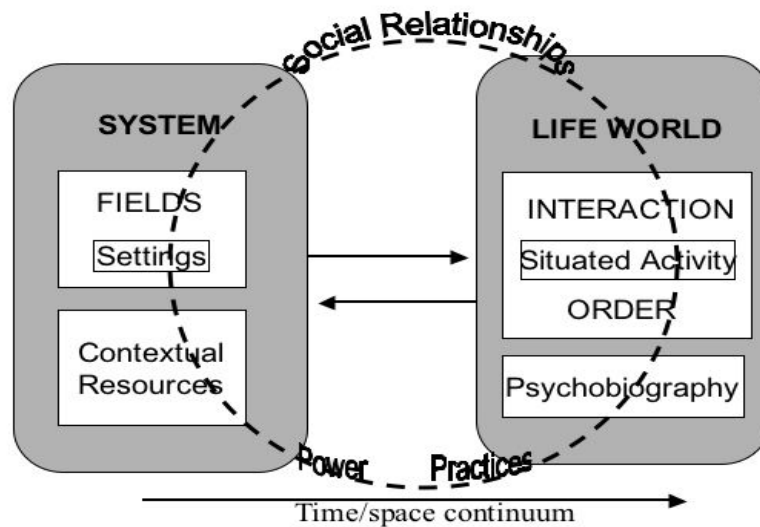 Social Relationships
SYSTEM
FIELDS
Settings
Contextual
Resources
LIFE WORLD
INTERACTION
Situated Activity
ORDER
Psychobiography
Power Practices
Time/space continuum